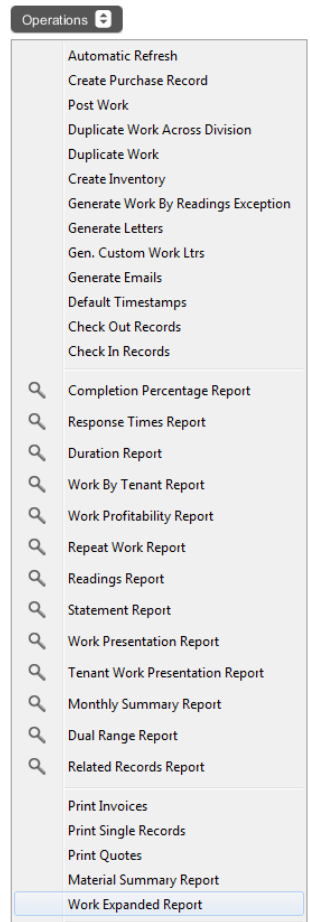 Operations
Automatic Refresh
Create Purchase Record
Post Work
Duplicate Work Across Division
Duplicate Work
Create Inventory
Generate Work By Readings Exception
Generate Letters
Gen. Custom Work Ltrs
Generate Emails
Default Timestamps
Check Out Records
Check In Records
Completion Percentage Report
Response Times Report
Duration Report
Work By Tenant Report
Work Profitability Report
Repeat Work Report
Readings Report
Statement Report
Work Presentation Report
Tenant Work Presentation Report
Monthly Summary Report
Dual Range Report
Related Records Report
Print Invoices
Print Single Records
Print Quotes
Material Summary Report
Work Expanded Report